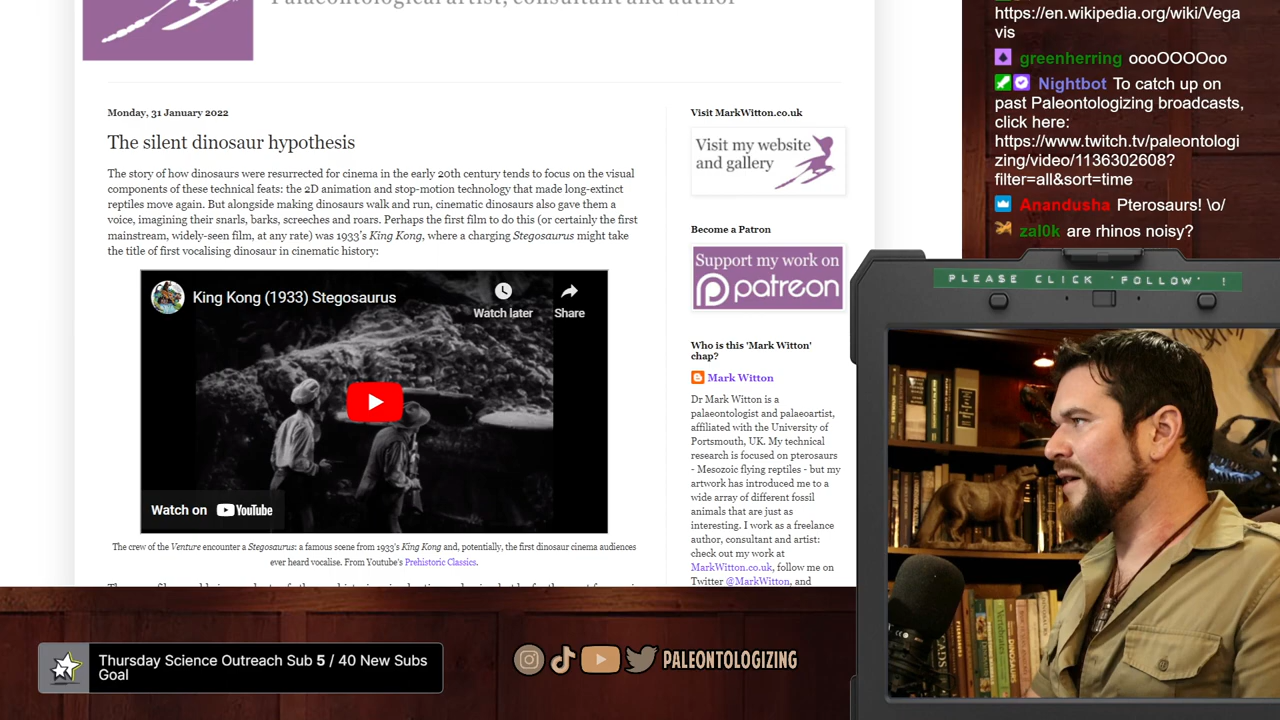 Palaeontological artist, consultant and author
Monday, 31 January 2022
The silent dinosaur hypothesis
The story of how dinosaurs were resurrected for cinema in the early 20th century tends to focus on the visual
components of these technical feats: the 2D animation and stop-motion technology that made long-extinct
reptiles move again. But alongside making dinosaurs walk and run, cinematic dinosaurs also gave them a
voice, imagining their snarls, barks, screeches and roars. Perhaps the first film to do this (or certainly the first
mainstream, widely-seen film, at any rate) was 1933's King Kong, where a charging Stegosaurus might take
the title of first vocalising dinosaur in cinematic history:
King Kong (1933) Stegosaurus
Watch later
Share
Watch on YouTube
The crew of the Venture encounter a Stegosaurus: a famous scene from 1933's King Kong and, potentially, the first dinosaur cinema audiences
ever heard vocalise. From Youtube's Prehistoric Classics.
Visit MarkWitton.co.uk
Visit my website
and gallery
Become a Patron
Support my work on
patreon
Who is this 'Mark Witton'
chap?
Mark Witton
Dr Mark Witton is a
palaeontologist and palaeoartist,
affiliated with the University of
Portsmouth, UK. My technical
research is focused on pterosaurs
- Mesozoic flying reptiles - but my
artwork has introduced me to a
wide array of different fossil
animals that are just as
interesting. I work as a freelance
author, consultant and artist:
check out my work at
MarkWitton.co.uk, follow me on
Twitter @MarkWitton, and
https://en.wikipedia.org/wiki/Vega
vis
greenherring oooOOOOoo
Nightbot To catch up on
past Paleontologizing broadcasts,
click here:
https://www.twitch.tv/paleontologi
zing/video/1136302608?
filter=all&sort=time
Anandusha Pterosaurs! \o/
zal0k are rhinos noisy?
PLEASE CLICK 'FOLLOW' !
Thursday Science Outreach Sub 5 / 40 New Subs
Goal
PALEONTOLOGIZING